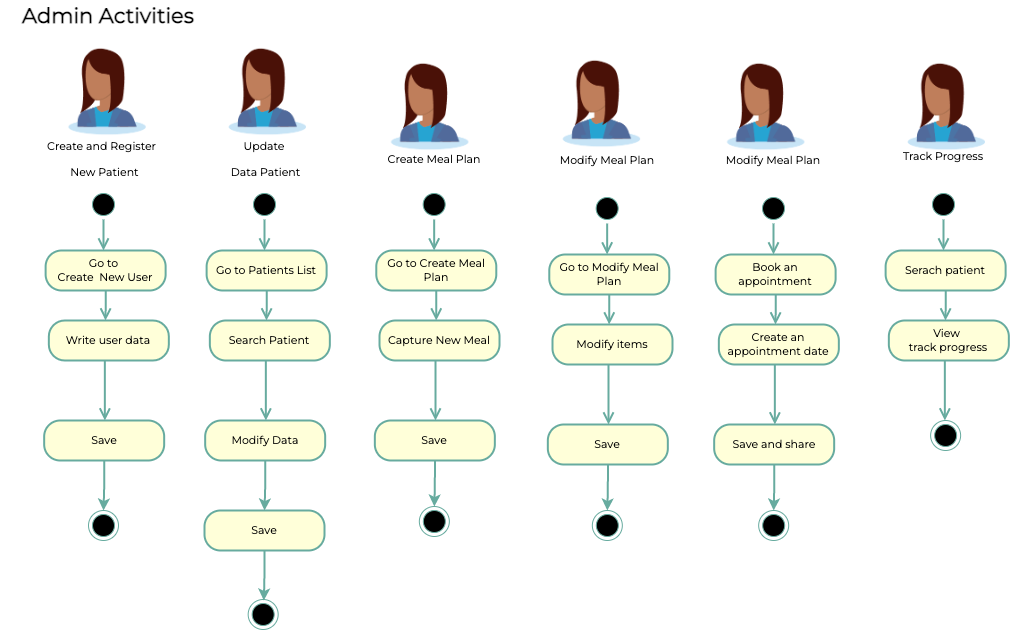 Admin Activities
Create and Register
New Patient
Go to
Create  New User
Write user data
Save
Update
Data Patient
Go to Patients List
Search Patient
Modify Data
Save
Create Meal Plan
Go to Create Meal
Plan
Capture New Meal
Save
Modify Meal Plan
Go to Modify Meal
Plan
Modify items
Save
Modify Meal Plan
Book an
appointment
Create an
appointment date
Save and share
Track Progress
Serach patient
View
track progress